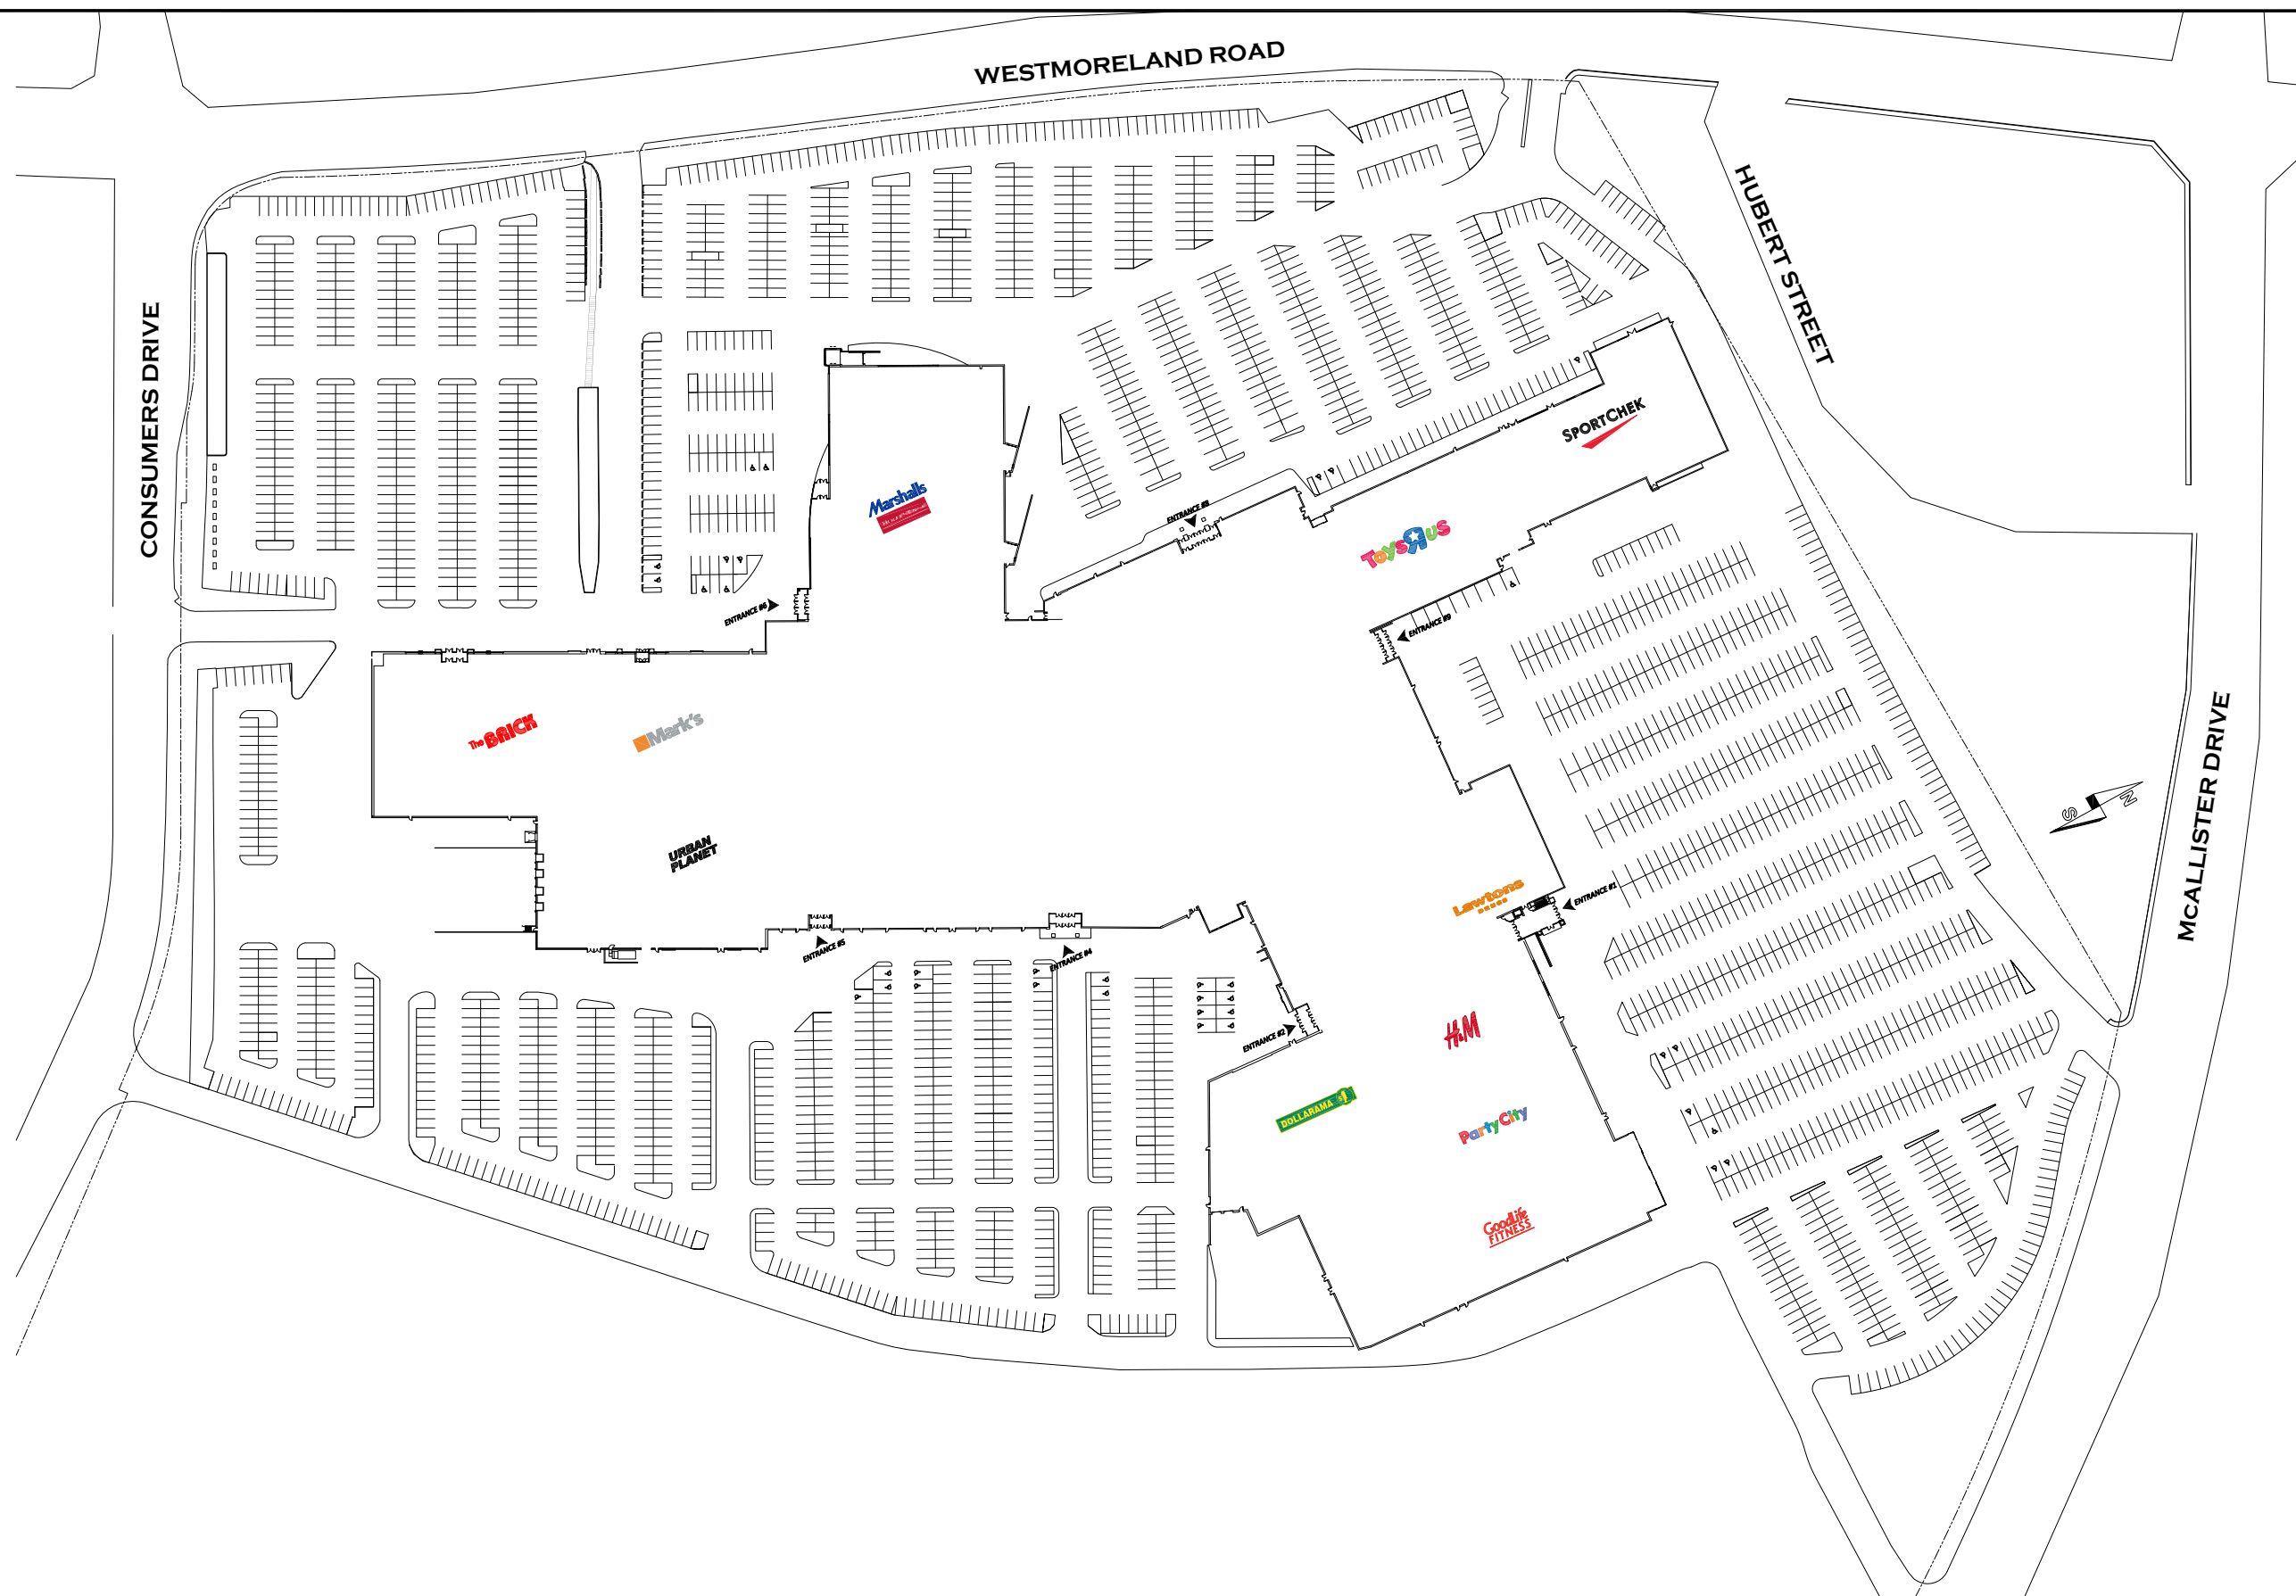 WESTMORELAND ROAD
HUBERT STREET
CONSUMERS DRIVE
McALLISTER DRIVE
SPORTCHEK
Marshalls
ENTRANCE #8
ToysRus
ENTRANCE #6
ENTRANCE #9
The BRICK
Mark's
URBAN
PLANET
Lawtons
DRUGS
ENTRANCE #1
ENTRANCE #5
ENTRANCE #4
ENTRANCE #2
H&M
DOLLARAMA
PartyCity
GoodLife
FITNESS
S
N